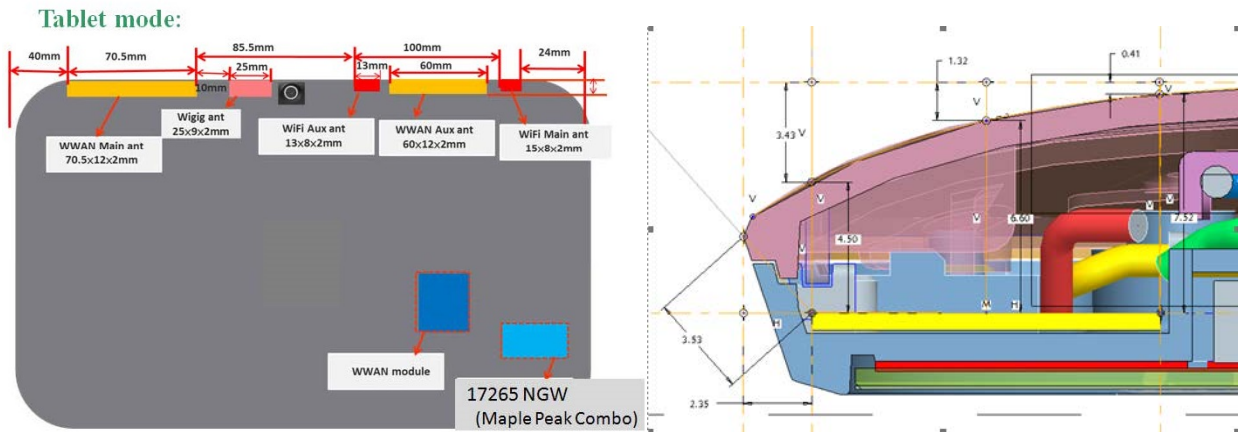 Tablet mode:
40mm
70.5mm
85.5mm
100mm
24mm
10mm
25mm
13mm
60mm
WWAN Main ant
70.5x12x2mm
Wigig ant
25x9x2mm
WiFi Aux ant
13x8x2mm
WWAN Aux ant
60x12x2mm
WiFi Main ant
15x8x2mm
WWAN module
17265 NGW
(Maple Peak Combo)
1.32
0.41
V
V
3.43
V
V
V
V
V
V
4.50
V
6.60
7.52
M
H
H
3.53
2.35